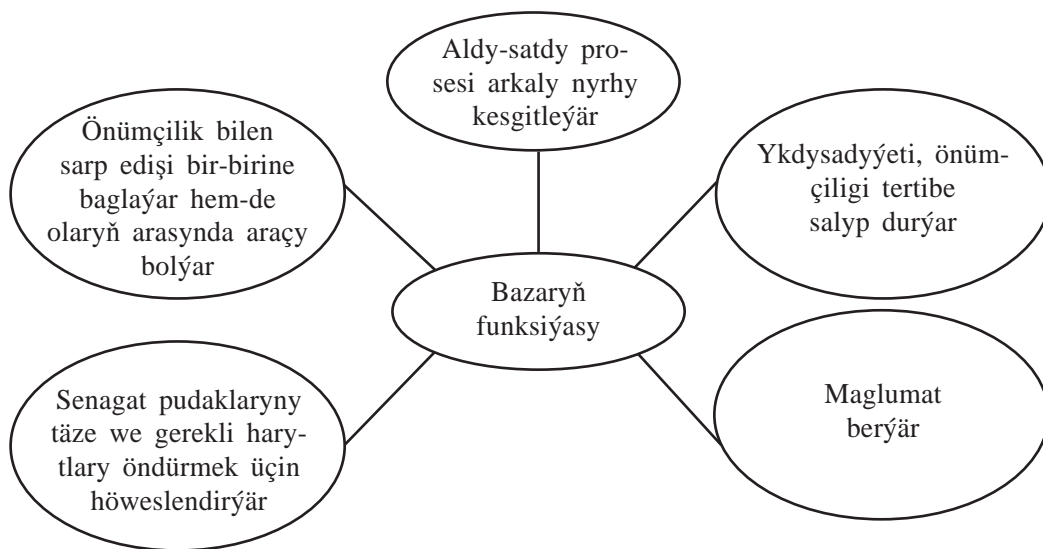 Aldy-satdy pro-
sesi arkaly nyrhy
kesgitleýär
Önümçilik bilen
sarp edişi bir-birine
baglaýar hem-de
olaryň arasynda araçy
bolýar
Ykdysadyýeti, önüm-
çiligi tertibe
salyp durýar
Bazaryň
funksiýasy
Senagat pudaklaryny
täze we gerekli hary-
tlary öndürmek üçin
höweslendirýär
Maglumat
berýär